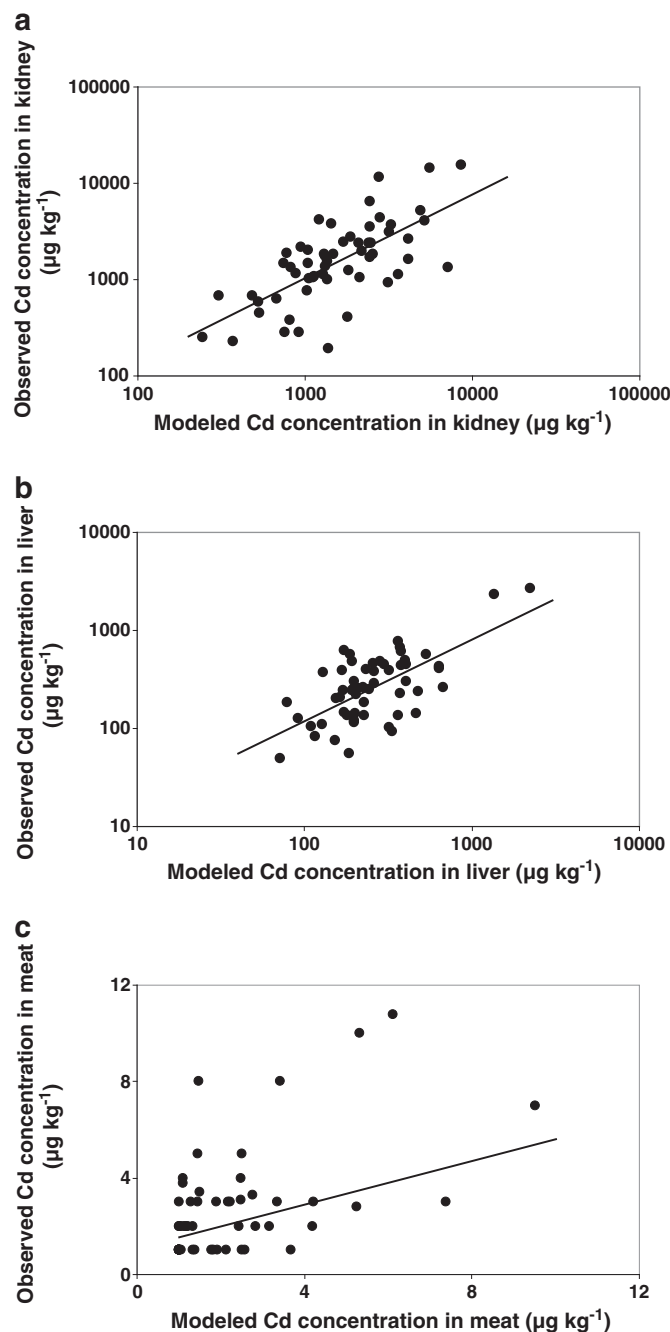 a
Observed Cd concentration in kidney
(µg kg-1)
100000
10000
1000
100
100
1000
10000
100000
Modeled Cd concentration in kidney (µg kg-1)
b
Observed Cd concentration in liver
(µg kg-1)
10000
1000
100
10
10
100
1000
10000
Modeled Cd concentration in liver (µg kg-1)
c
Observed Cd concentration in meat
(µg kg-1)
12
8
4
0
0
4
8
12
Modeled Cd concentration in meat (µg kg-1)